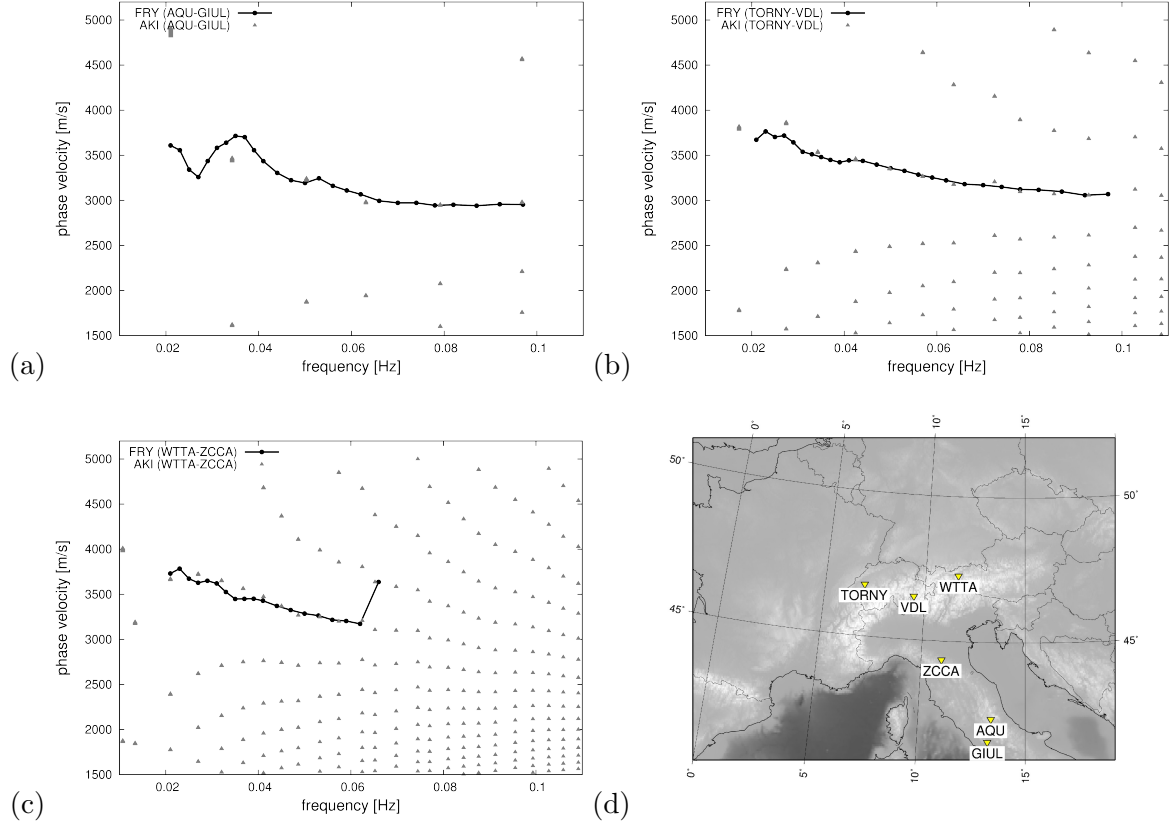 FRY (AQU-GIUL)
AKI (AQU-GIUL)
5000
4500
4000
3500
3000
2500
2000
1500
phase velocity [m/s]
0.02 0.04 0.06 0.08 0.1
frequency [Hz]
(a)
FRY (TORNY-VDL)
AKI (TORNY-VDL)
5000
4500
4000
3500
3000
2500
2000
1500
phase velocity [m/s]
0.02 0.04 0.06 0.08 0.1
frequency [Hz]
(b)
FRY (WTTA-ZCCA)
AKI (WTTA-ZCCA)
5000
4500
4000
3500
3000
2500
2000
1500
phase velocity [m/s]
0.02 0.04 0.06 0.08 0.1
frequency [Hz]
(c)
0° 5° 10° 15°
50° 50°
WTTA
TORNY
VDL
45° 45°
ZCCA
AQU
GIUL
0° 5° 10° 15°
(d)